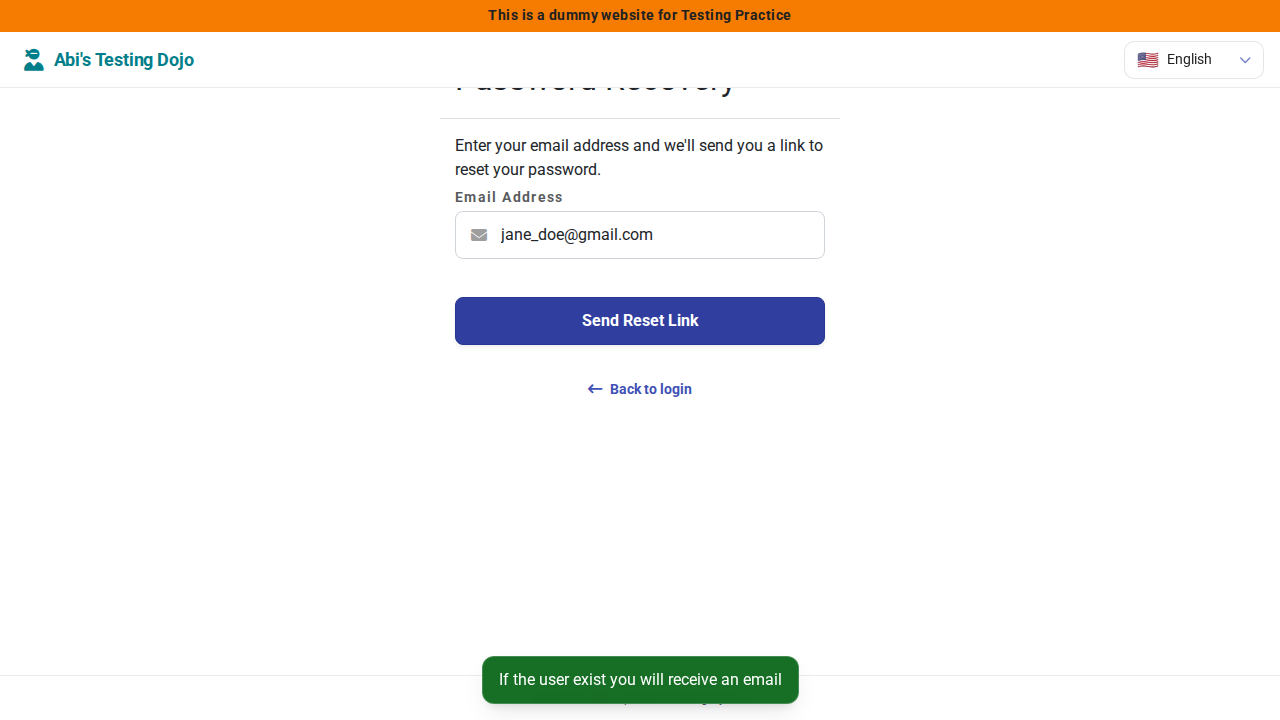 This is a dummy website for Testing Practice
Abi's Testing Dojo
English
Password Recovery
Enter your email address and we'll send you a link to
reset your password.
Email Address
jane_doe@gmail.com
Send Reset Link
Back to login
If the user exist you will receive an email